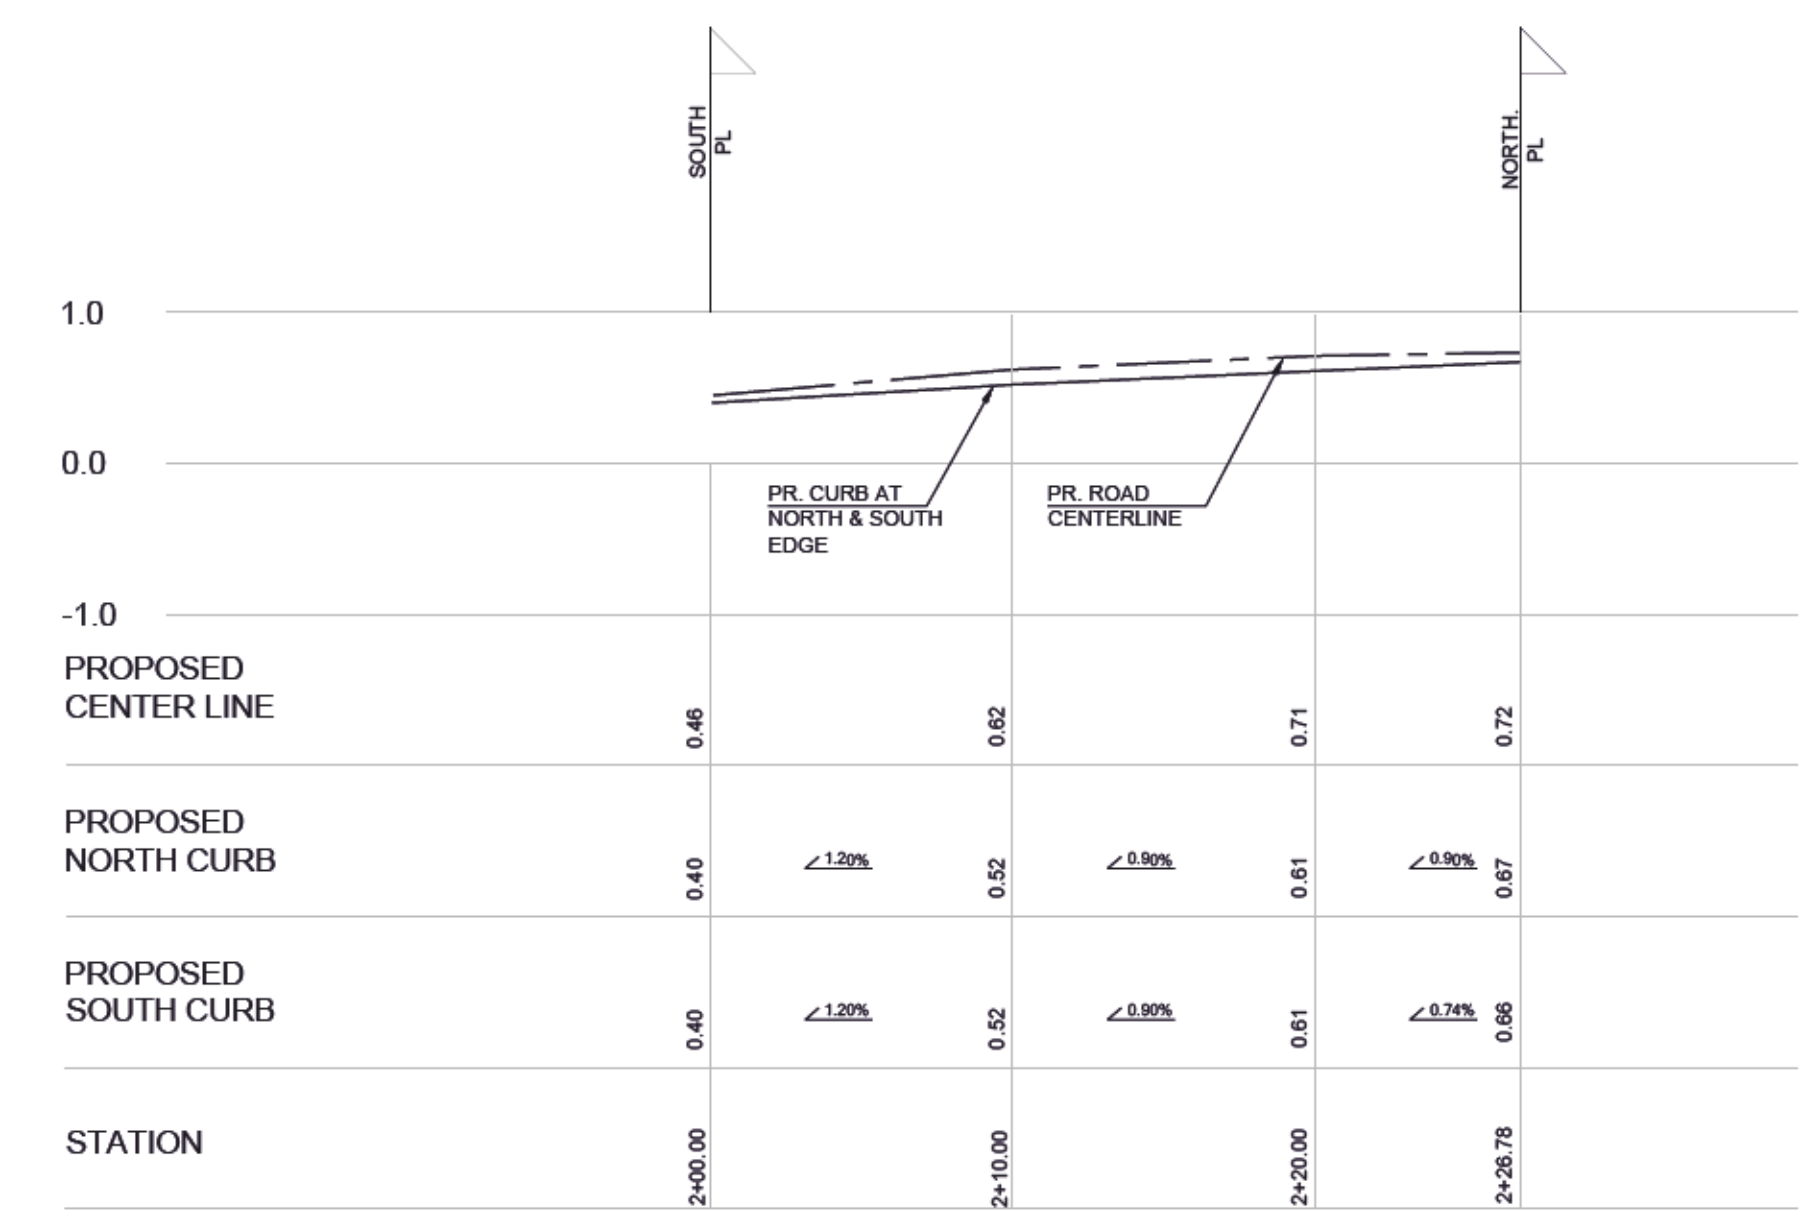 SOUTH
PL
NORTH.
PL
1.0
0.0
PR. CURB AT
NORTH & SOUTH
EDGE
PR. ROAD
CENTERLINE
-1.0
PROPOSED
CENTER LINE
0.46
0.62
0.71
0.72
PROPOSED
NORTH CURB
0.40
1.20%
0.52
0.90%
0.61
0.90%
0.67
PROPOSED
SOUTH CURB
0.40
1.20%
0.52
0.90%
0.61
0.74%
0.66
STATION
2+00.00
2+10.00
2+20.00
2+26.78